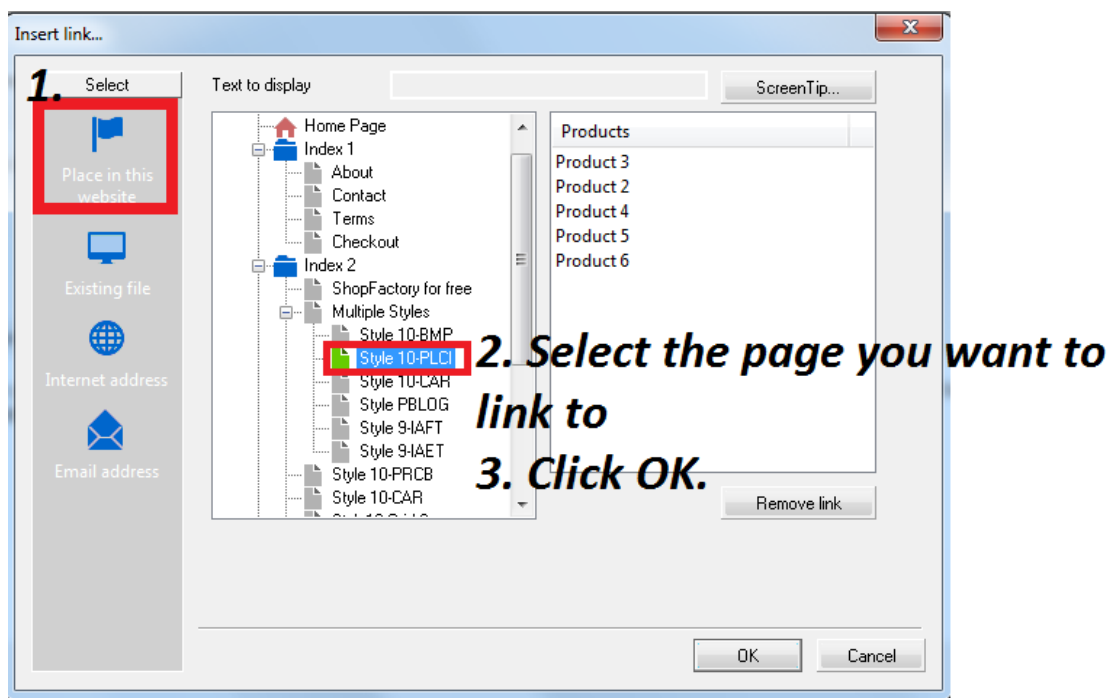 Insert link...
1.
Select
Text to display
ScreenTip...
Place in this
website
Existing file
Internet address
Email address
Home Page
Index 1
About
Contact
Terms
Checkout
Index 2
ShopFactory for free
Multiple Styles
Style 10-BMP
Style 10-PLCI
Style 10-CAR
Style PBLOG
Style 9-IAFT
Style 9-IAET
Style 10-PRCB
Style 10-CAR
Products
Product 3
Product 2
Product 4
Product 5
Product 6
2. Select the page you want to
link to
3. Click OK.
Remove link
OK
Cancel